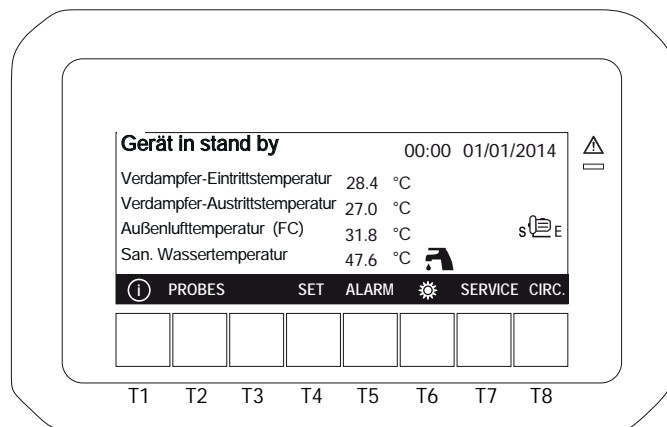 Gerät in stand by 00:00 01/01/2014
Verdampfer-Eintrittstemperatur 28.4 °C
Verdampfer-Austrittstemperatur 27.0 °C
Außenlufttemperatur (FC) 31.8 °C S E
San. Wassertemperatur 47.6 °C
i PROBES SET ALARM SERVICE CIRC.
T1 T2 T3 T4 T5 T6 T7 T8